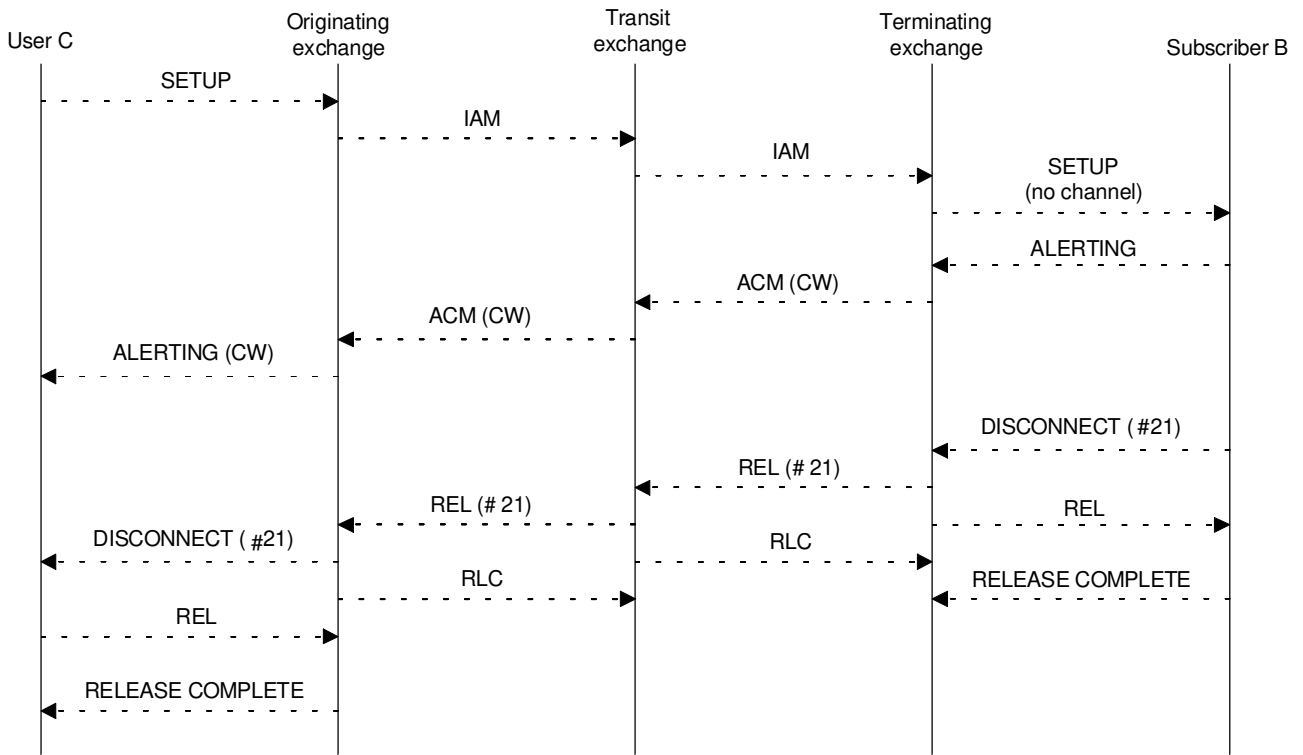 User C
Originating
exchange
Transit
exchange
Terminating
exchange
Subscriber B
SETUP
IAM
IAM
SETUP
(no channel)
ALERTING
ACM (CW)
ACM (CW)
ALERTING (CW)
DISCONNECT ( #21)
REL (# 21)
REL (# 21)
REL
DISCONNECT ( #21)
RLC
RLC
RELEASE COMPLETE
REL
RELEASE COMPLETE